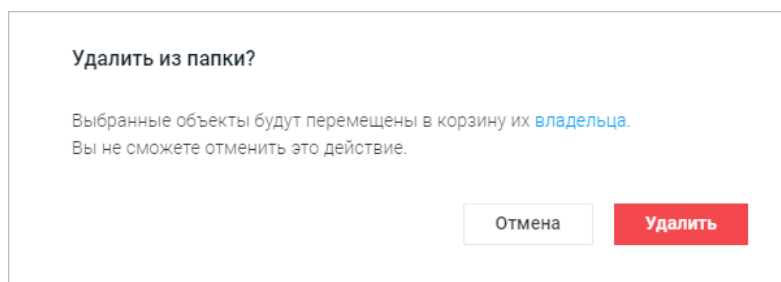 Удалить из папки?
Выбранные объекты будут перемещены в корзину их владельца.
Вы не сможете отменить это действие.
Отмена
Удалить